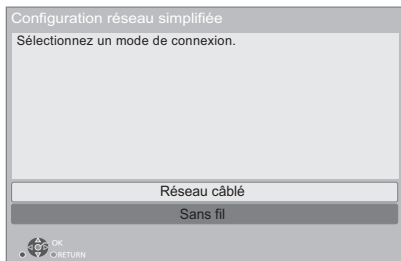 Configuration réseau simplifiée
Sélectionnez un mode de connexion.
Réseau câblé
Sans fil
OK
RETURN